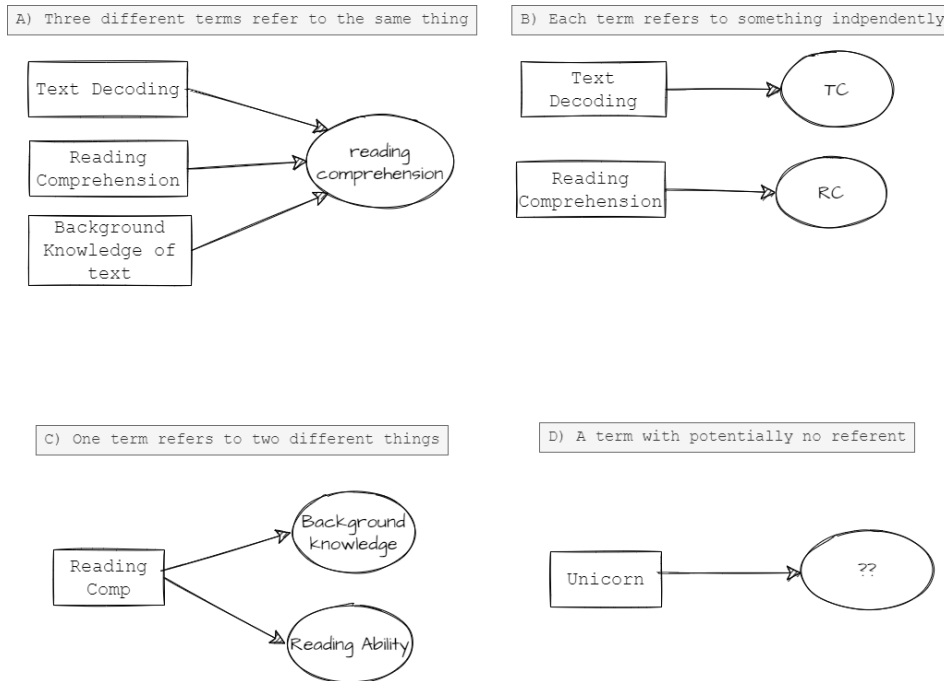 A) Three different terms refer to the same thing
Text Decoding
Reading
Comprehension
Background
Knowledge of
text
reading
comprehension
B) Each term refers to something indpendently
Text
Decoding
TC
Reading
Comprehension
RC
C) One term refers to two different things
Reading
Comp
Background
knowledge
Reading Ability
D) A term with potentially no referent
Unicorn
??